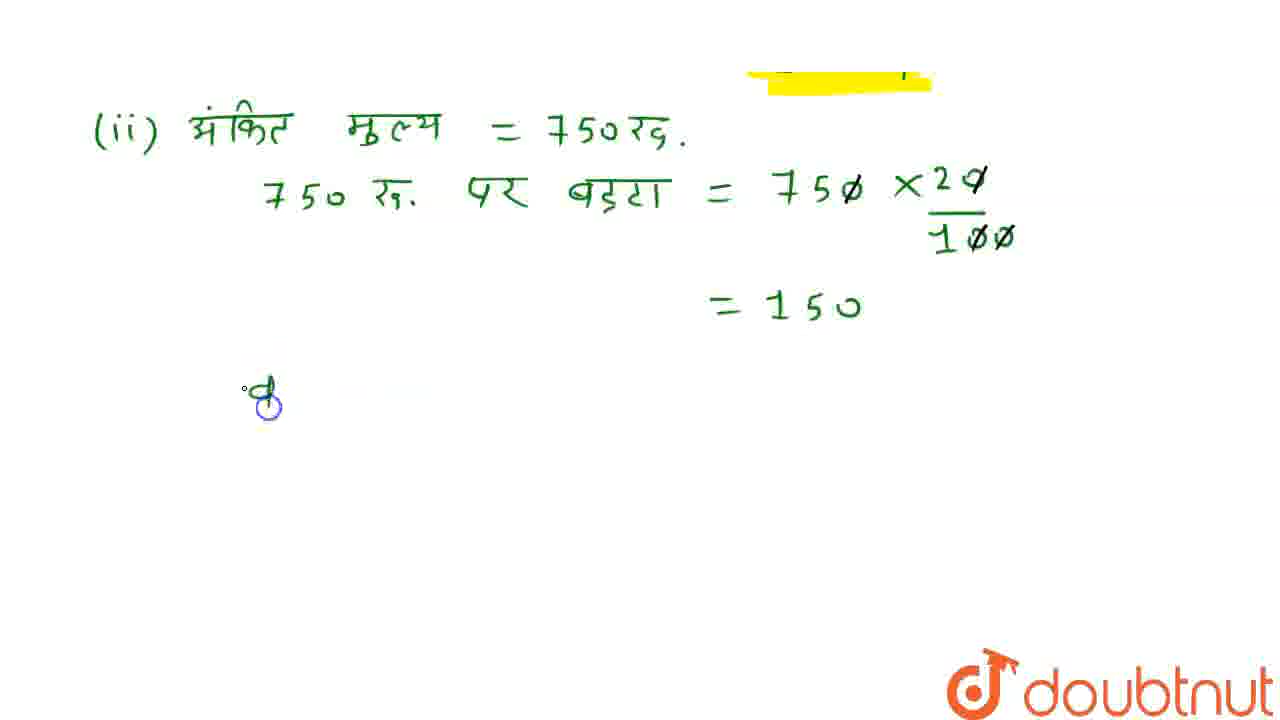 (ii) अंकित मुल्य = 750 रु.
750 रु. पर बट्टा = 750 × 20
100
= 150
व
doubtnut